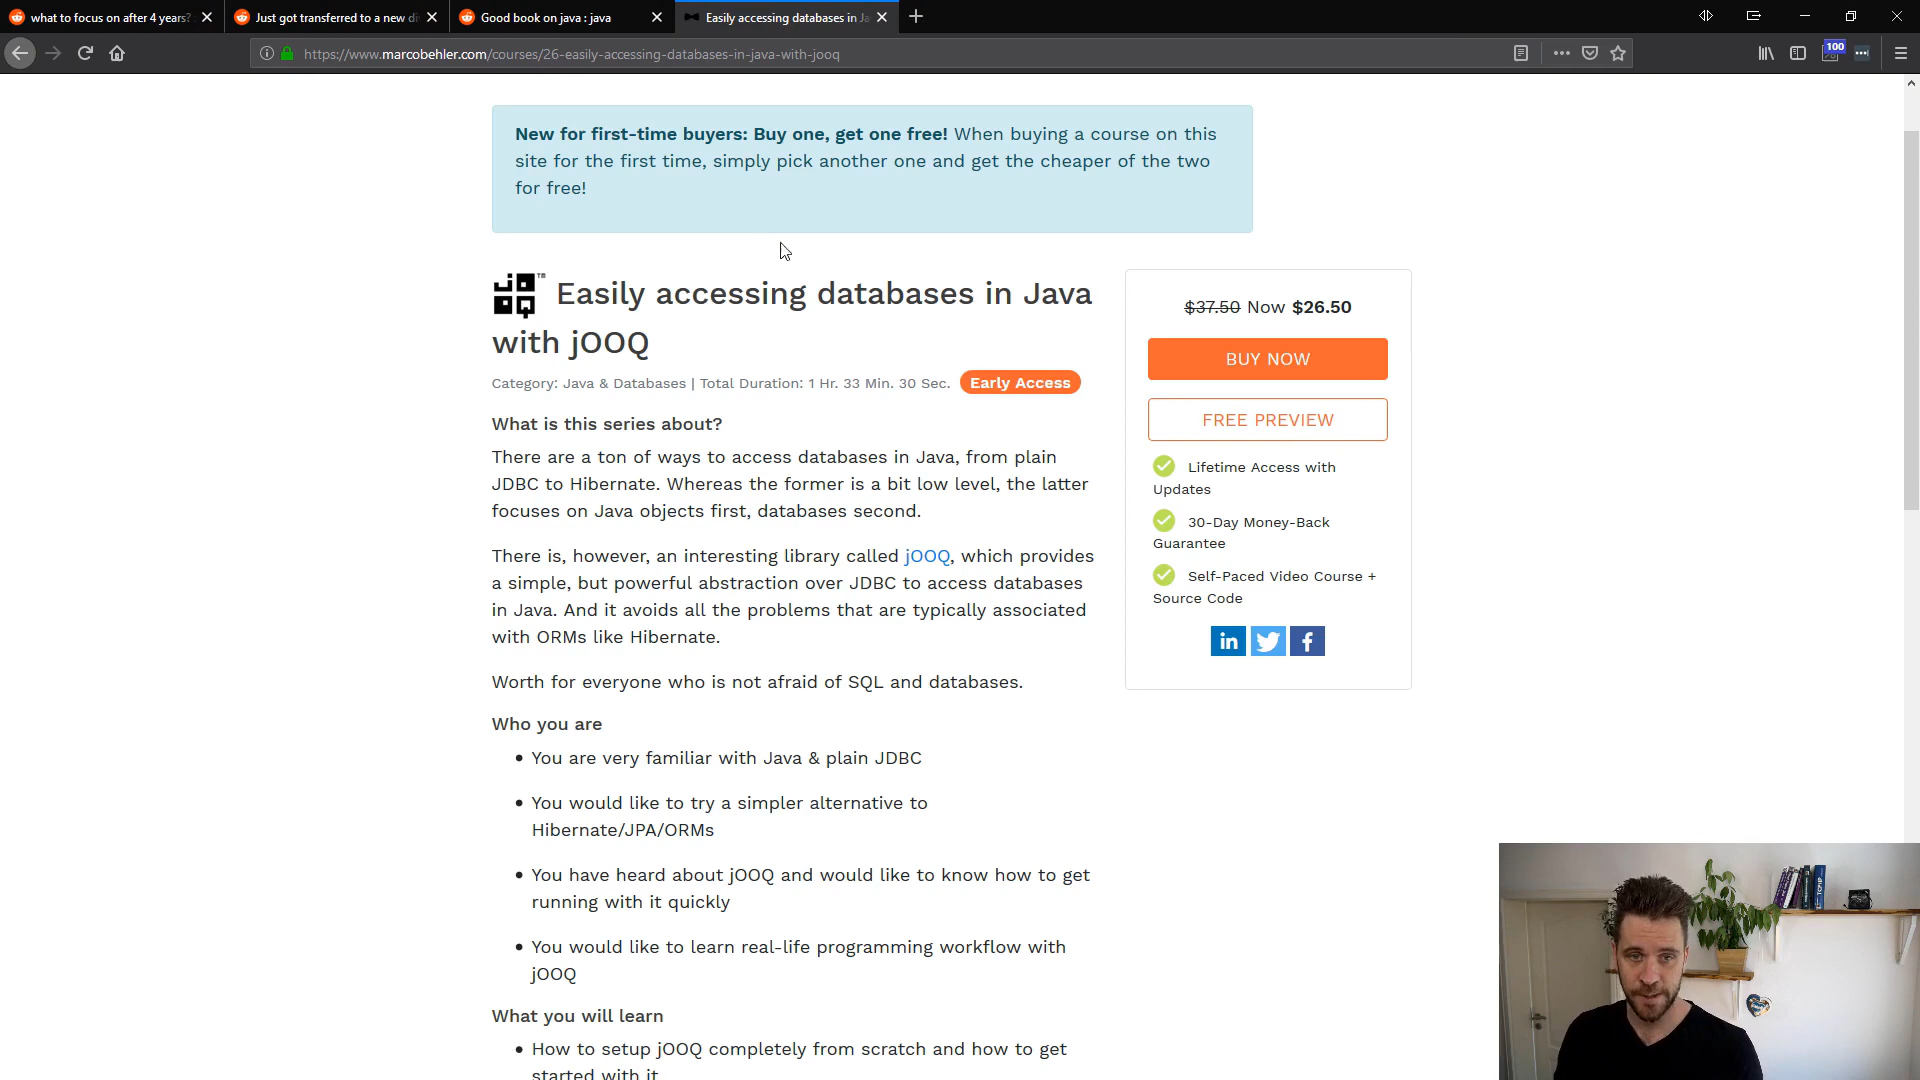 what to focus on after 4 years?
Just got transferred to a new di
Good book on java : java
Easily accessing databases in Ja
https://www.marcobehler.com/courses/26-easily-accessing-databases-in-java-with-jooq
100
New for first-time buyers: Buy one, get one free! When buying a course on this
site for the first time, simply pick another one and get the cheaper of the two
for free!
JOOQ™
Easily accessing databases in Java
with jOOQ
Category: Java & Databases | Total Duration: 1 Hr. 33 Min. 30 Sec. Early Access
What is this series about?
There are a ton of ways to access databases in Java, from plain
JDBC to Hibernate. Whereas the former is a bit low level, the latter
focuses on Java objects first, databases second.
There is, however, an interesting library called jOOQ, which provides
a simple, but powerful abstraction over JDBC to access databases
in Java. And it avoids all the problems that are typically associated
with ORMs like Hibernate.
Worth for everyone who is not afraid of SQL and databases.
Who you are
• You are very familiar with Java & plain JDBC
• You would like to try a simpler alternative to
Hibernate/JPA/ORMs
• You have heard about jOOQ and would like to know how to get
running with it quickly
• You would like to learn real-life programming workflow with
jOOQ
What you will learn
• How to setup jOOQ completely from scratch and how to get
started with it
$37.50 Now $26.50
BUY NOW
FREE PREVIEW
Lifetime Access with
Updates
30-Day Money-Back
Guarantee
Self-Paced Video Course +
Source Code
in
f